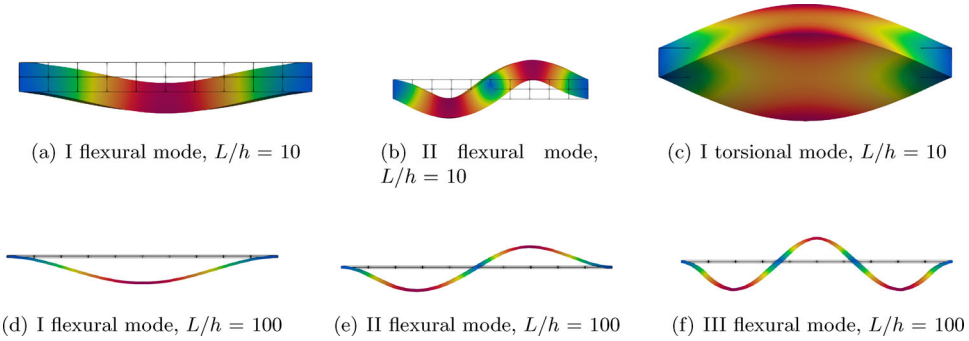 (a) I flexural mode, L/h = 10
(b) II flexural mode,
L/h = 10
(c) I torsional mode, L/h = 10
(d) I flexural mode, L/h = 100
(e) II flexural mode, L/h = 100
(f) III flexural mode, L/h = 100